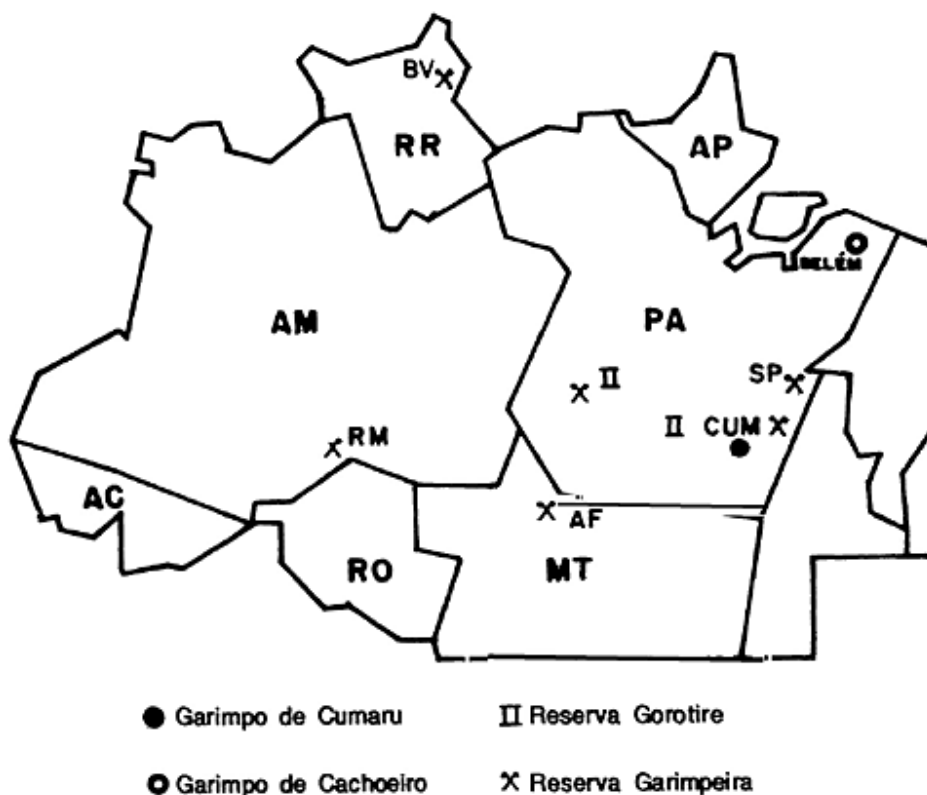 BV
RR
AP
BELÉM
AM
PA
II
SP
II CUM
RM
AC
AF
RO
MT
Garimpo de Cumaru
II Reserva Gorotire
Garimpo de Cachoeiro
Reserva Garimpeira